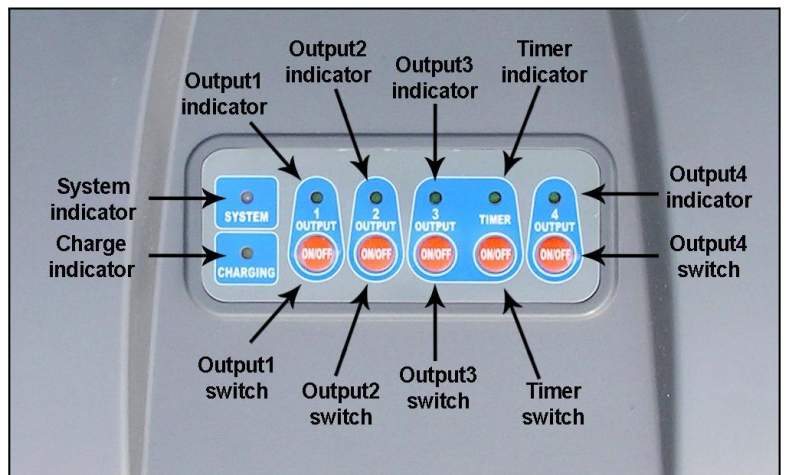 Output1
indicator
Output2
indicator
Output3
indicator
Timer
indicator
System
indicator
Charge
indicator
Output4
indicator
Output4
switch
SYSTEM
CHARGING
1
OUTPUT
2
OUTPUT
3
OUTPUT
TIMER
4
OUTPUT
ON/OFF
ON/OFF
ON/OFF
ON/OFF
ON/OFF
Output1
switch
Output2
switch
Output3
switch
Timer
switch